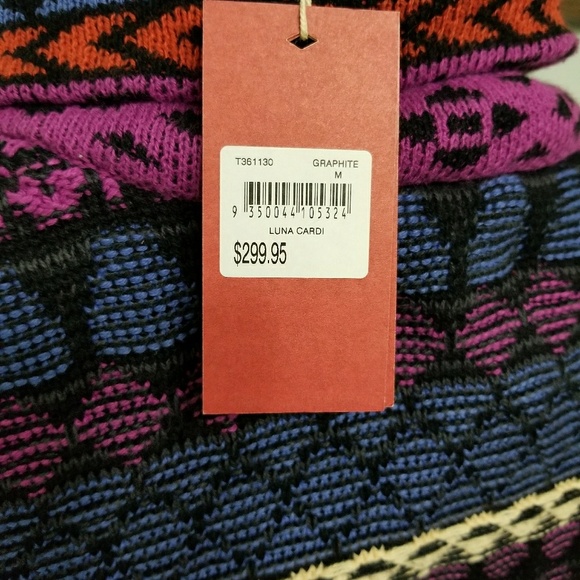 T361130 GRAPHITE
M
9 350044 105324
LUNA CARDI
$299.95